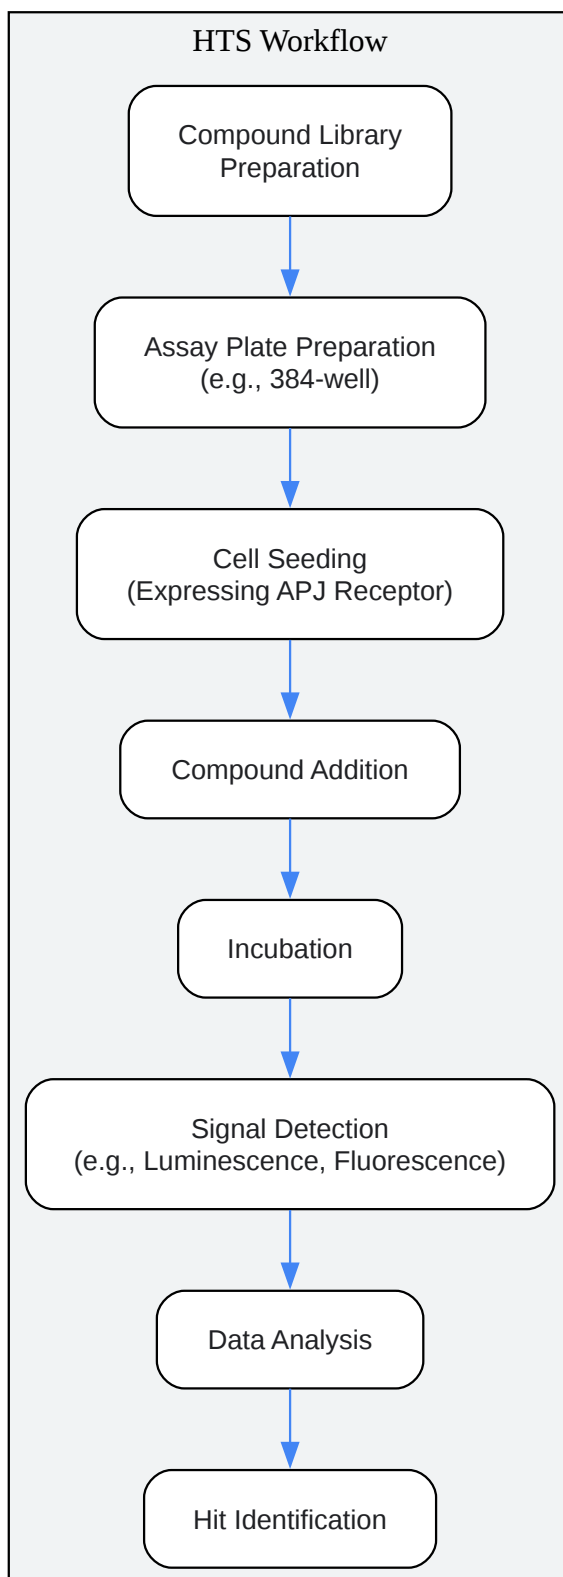 HTS Workflow
Compound Library
Preparation
Assay Plate Preparation
(e.g., 384-well)
Cell Seeding
(Expressing APJ Receptor)
Compound Addition
Incubation
Signal Detection
(e.g., Luminescence, Fluorescence)
Data Analysis
Hit Identification